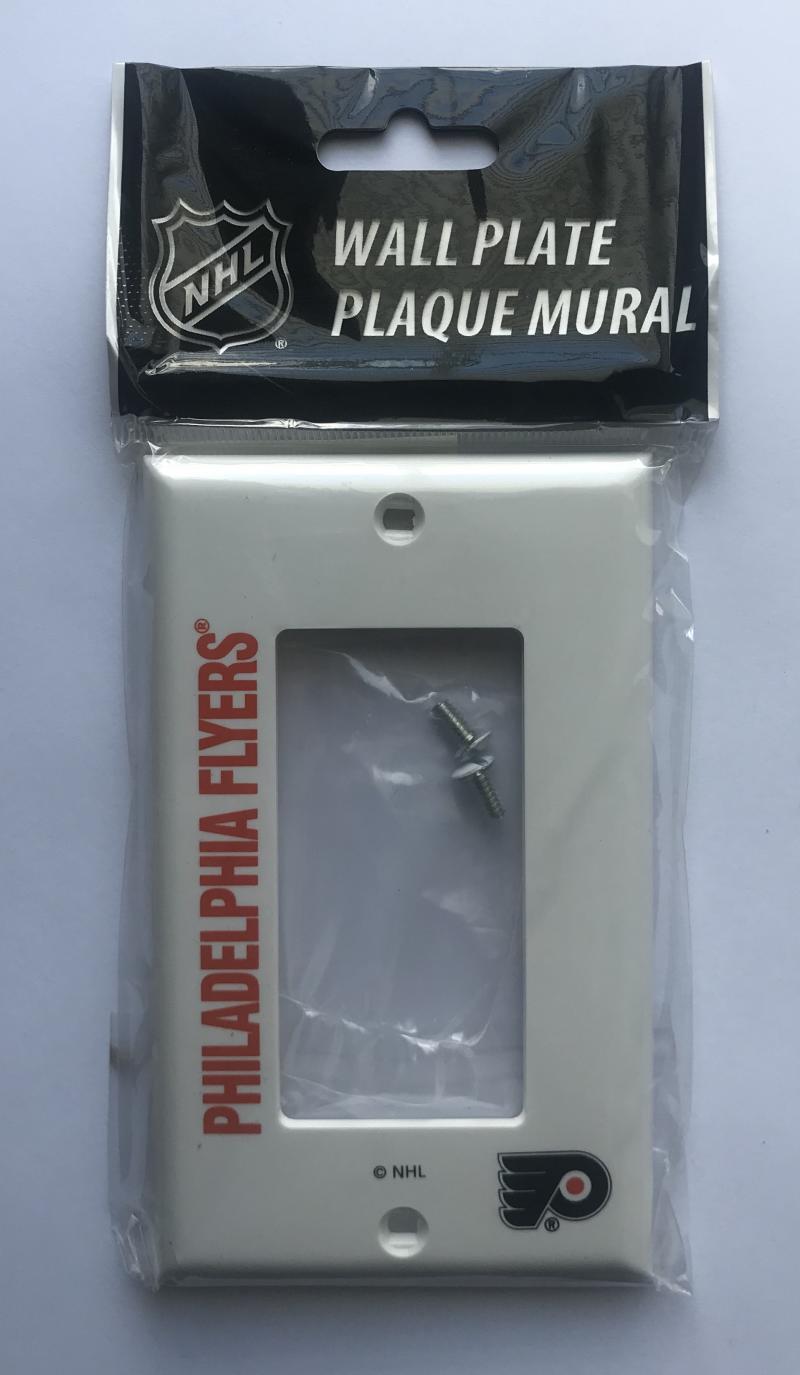 NHL
®
WALL PLATE
PLAQUE MURAL
PHILADELPHIA FLYERS®
© NHL
®